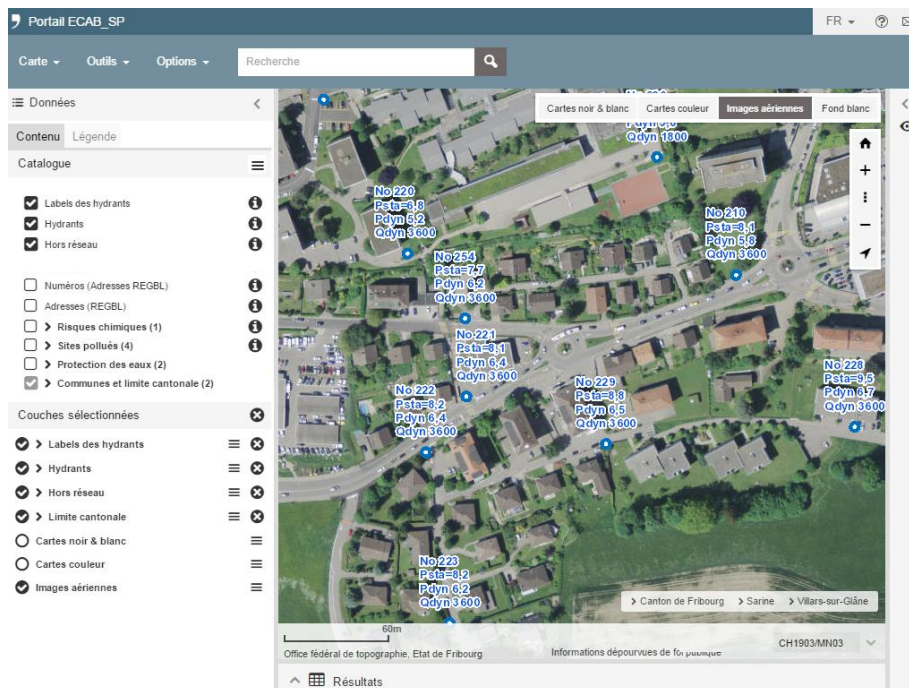 Portail ECAB_SP
FR
Carte
Outils
Options
Recherche
Données
Contenu Légende
Catalogue
Labels des hydrants
Hydrants
Hors réseau
Numéros (Adresses REGBL)
Adresses (REGBL)
Risques chimiques (1)
Sites pollués (4)
Protection des eaux (2)
Communes et limite cantonale (2)
Couches sélectionnées
Labels des hydrants
Hydrants
Hors réseau
Limite cantonale
Cartes noir & blanc
Cartes couleur
Images aériennes
Cartes noir & blanc Cartes couleur Images aériennes Fond blanc
Qdyn 1800
No 220
Psta=6,8
Pdyn 5,2
Qdyn 3600
No 210
Psta=8,1
Pdyn 5,8
Qdyn 3600
No 254
Psta=7,7
Pdyn 6,2
Qdyn 3600
No 221
Psta=8,1
Pdyn 6,4
Qdyn 3600
No 222
Psta=8,2
Pdyn 6,4
Qdyn 3600
No 229
Psta=8,8
Pdyn 6,5
Qdyn 3600
No 228
Psta=9,5
Pdyn 6,7
Qdyn 3600
No 223
Psta=8,2
Pdyn 6,2
Qdyn 3600
Canton de Fribourg Sarine Villars-sur-Glâne
60m
Office fédéral de topographie, Etat de Fribourg
Informations dépourvues de foi publique
CH1903/MN03
Résultats